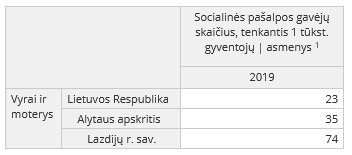 Socialinės pašalpos gavėjų
skaičius, tenkantis 1 tūkst.
gyventojų | asmenys 1
2019
Vyrai ir
moterys
Lietuvos Respublika 23
Alytaus apskritis 35
Lazdijų r. sav. 74